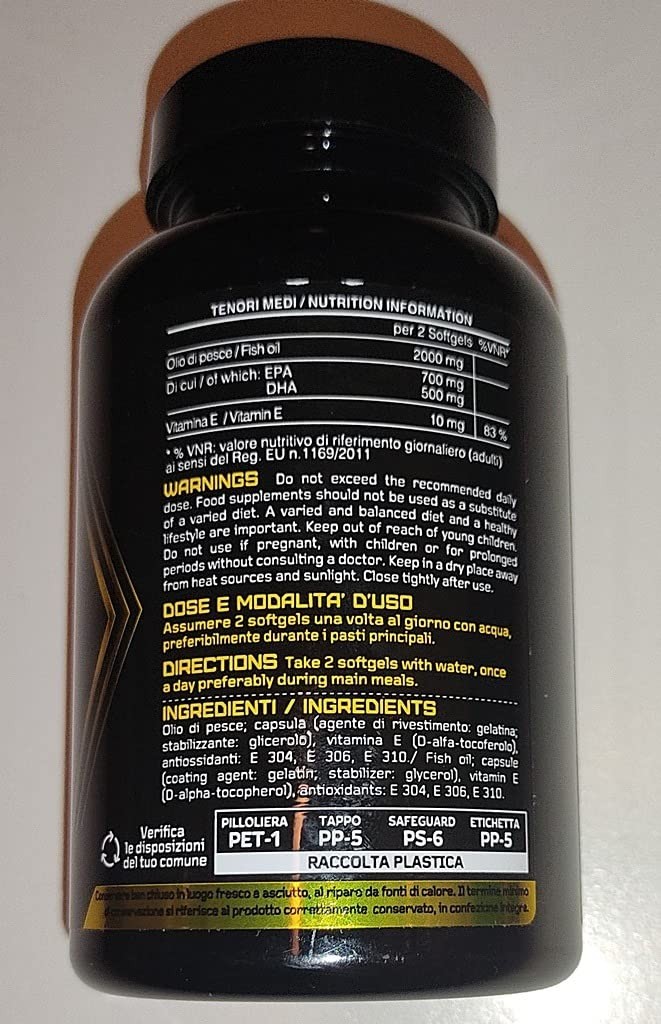 TENORI MEDI / NUTRITION INFORMATION
per 2 Softgels %VNR*
Olio di pesce / Fish oil 2000 mg
Di cui / of which: EPA 700 mg
DHA 500 mg
Vitamina E / Vitamin E 10 mg 83 %
* % VNR: valore nutritivo di riferimento giornaliero (adulti)
ai sensi del Reg. EU n.1169/2011
WARNINGS Do not exceed the recommended daily
dose. Food supplements should not be used as a substitute
of a varied diet. A varied and balanced diet and a healthy
lifestyle are important. Keep out of reach of young children.
Do not use if pregnant, with children or for prolonged
periods without consulting a doctor. Keep in a dry place away
from heat sources and sunlight. Close tightly after use.
DOSE E MODALITA' D'USO
Assumere 2 softgels una volta al giorno con acqua,
preferibilmente durante i pasti principali.
DIRECTIONS Take 2 softgels with water, once
a day preferably during main meals.
INGREDIENTI / INGREDIENTS
Olio di pesce; capsula (agente di rivestimento: gelatina;
stabilizzante: glicerolo), vitamina E (D-alfa-tocoferolo),
antiossidanti: E 304, E 306, E 310./ Fish oil; capsule
(coating agent: gelatin; stabilizer: glycerol), vitamin E
(D-alpha-tocopherol), antioxidants: E 304, E 306, E 310.
Verifica
le disposizioni
del tuo comune
PILLOLIERA TAPPO SAFEGUARD ETICHETTA
PET-1 PP-5 PS-6 PP-5
RACCOLTA PLASTICA
Conservare ben chiuso in luogo fresco e asciutto, al riparo da fonti di calore. Il termine minimo
di conservazione si riferisce al prodotto correttamente conservato, in confezione integra.